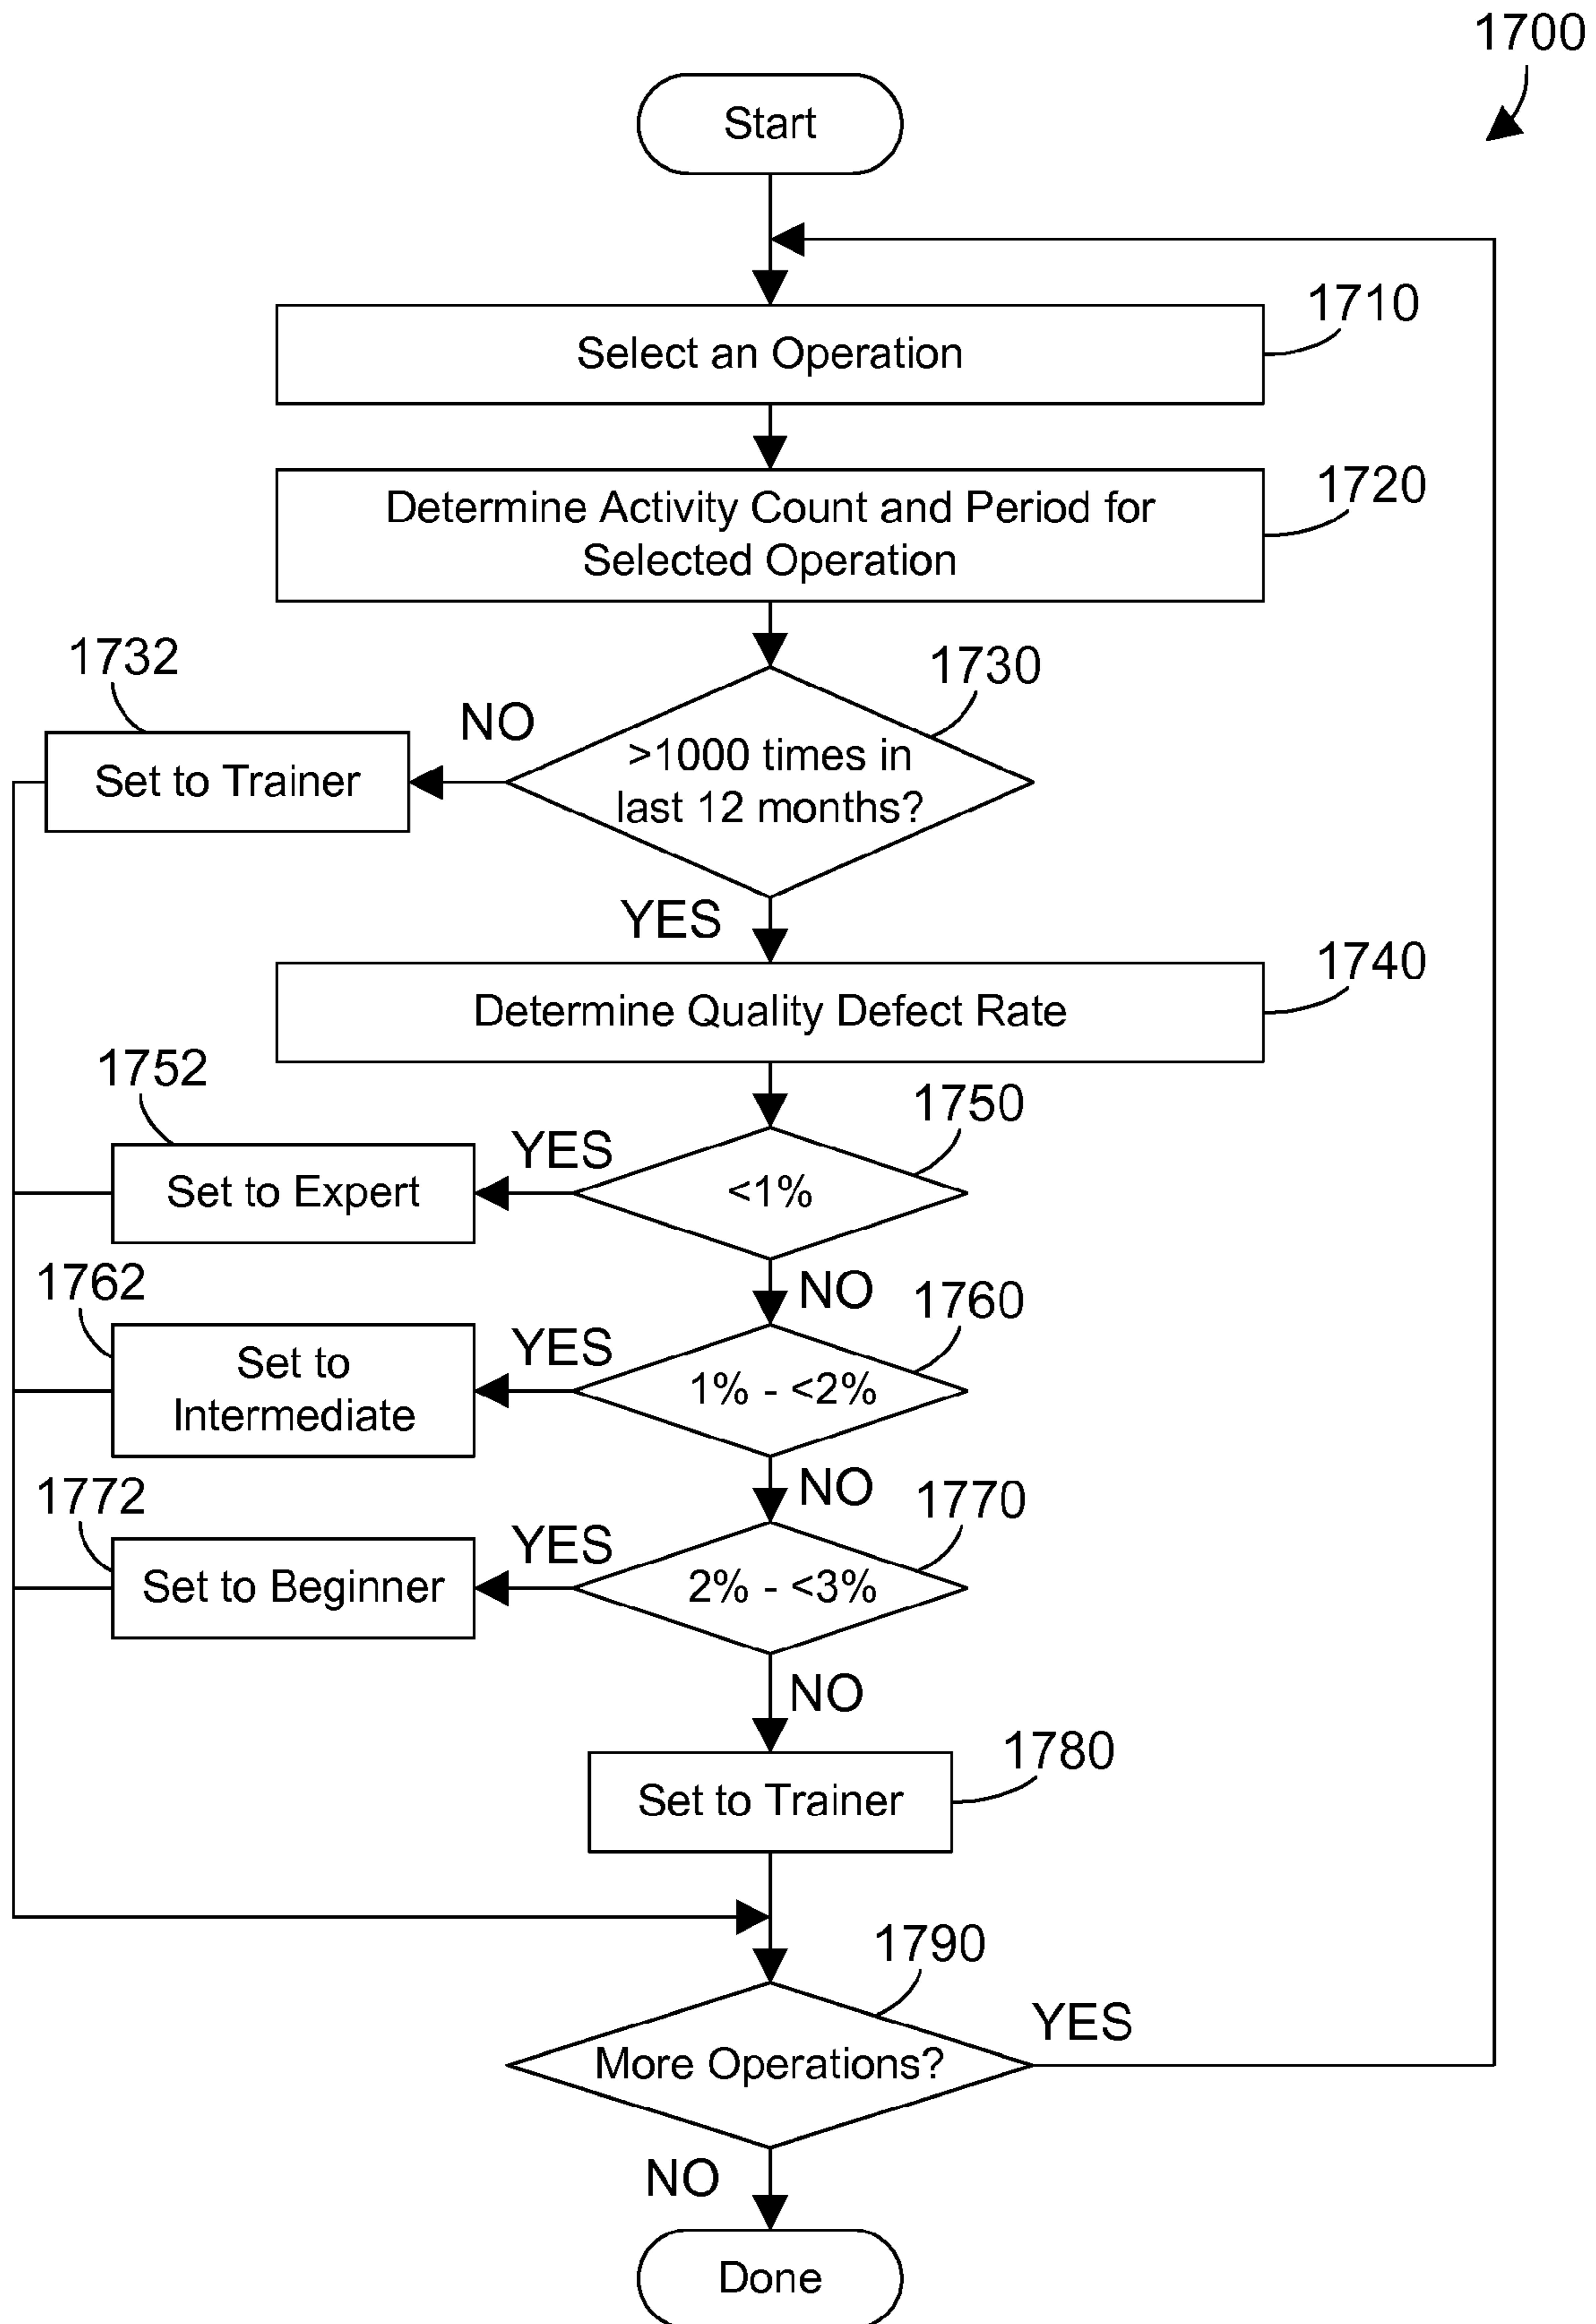 1700
Start
1710
Select an Operation
1720
Determine Activity Count and Period for
Selected Operation
1732
1730
NO
>1000 times in
last 12 months?
Set to Trainer
YES
1740
Determine Quality Defect Rate
1752
1750
YES
<1%
Set to Expert
NO
1762
1760
YES
1% - <2%
Set to
Intermediate
NO
1772
1770
YES
2% - <3%
Set to Beginner
NO
1780
Set to Trainer
1790
YES
More Operations?
NO
Done